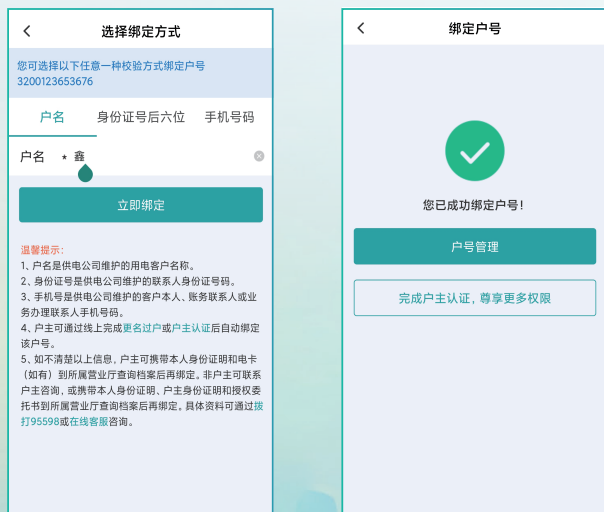 选择绑定方式
您可选择以下任意一种校验方式绑定户号
3200123653676
户名 身份证号后六位 手机号码
户名 * 鑫
立即绑定
温馨提示:
1、户名是供电公司维护的用电客户名称。
2、身份证号是供电公司维护的联系人身份证号码。
3、手机号是供电公司维护的客户本人、账务联系人或业
务办理联系人手机号码。
4、户主可通过线上完成更名过户或户主认证后自动绑定
该户号。
5、如不清楚以上信息，户主可携带本人身份证明和电卡
（如有）到所属营业厅查询档案后再绑定。非户主可联系
户主咨询，或携带本人身份证明、户主身份证明和授权委
托书到所属营业厅查询档案后再绑定。具体资料可通过拨
打95598或在线客服咨询。
绑定户号
您已成功绑定户号!
户号管理
完成户主认证，尊享更多权限